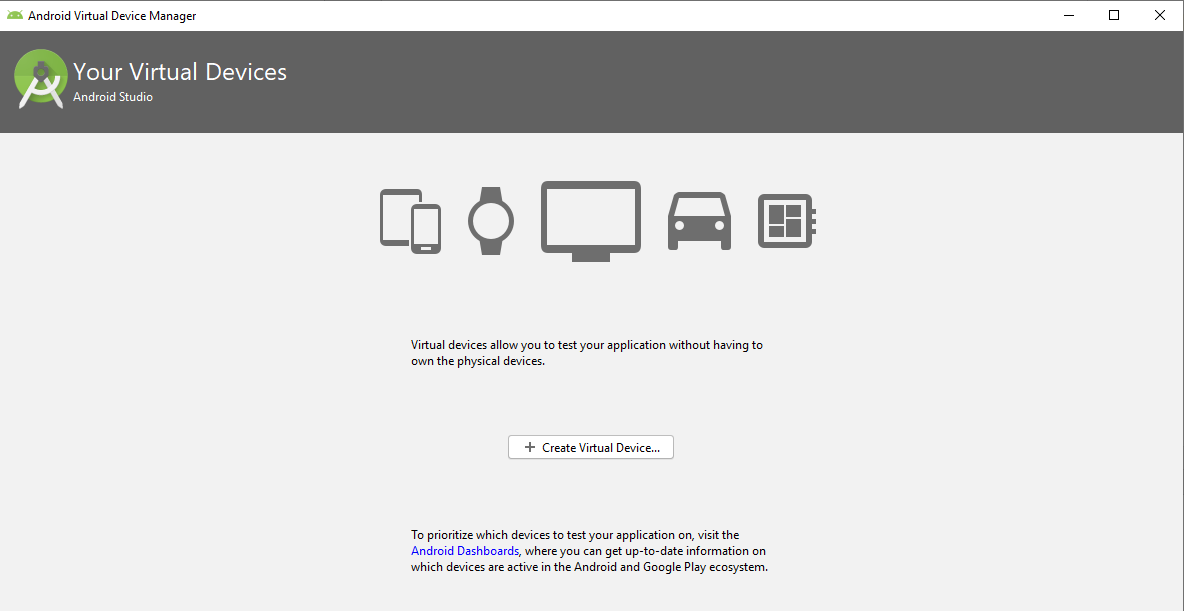 Android Virtual Device Manager
Your Virtual Devices
Android Studio
Virtual devices allow you to test your application without having to
own the physical devices.
Create Virtual Device...
To prioritize which devices to test your application on, visit the
Android Dashboards, where you can get up-to-date information on
which devices are active in the Android and Google Play ecosystem.